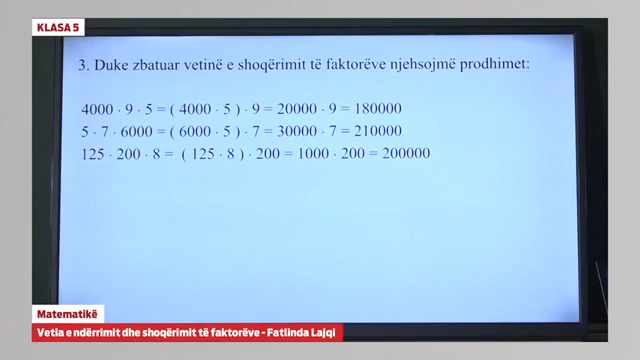 KLASA 5
3. Duke zbatuar vetinë e shoqërimit të faktorëve njehsojmë prodhimet:
4000 · 9 · 5 = ( 4000 · 5 ) · 9 = 20000 · 9 = 180000
5 · 7 · 6000 = ( 6000 · 5 ) · 7 = 30000 · 7 = 210000
125 · 200 · 8 = ( 125 · 8 ) · 200 = 1000 · 200 = 200000
Matematikë
Vetia e ndërrimit dhe shoqërimit të faktorëve - Fatlinda Lajqi